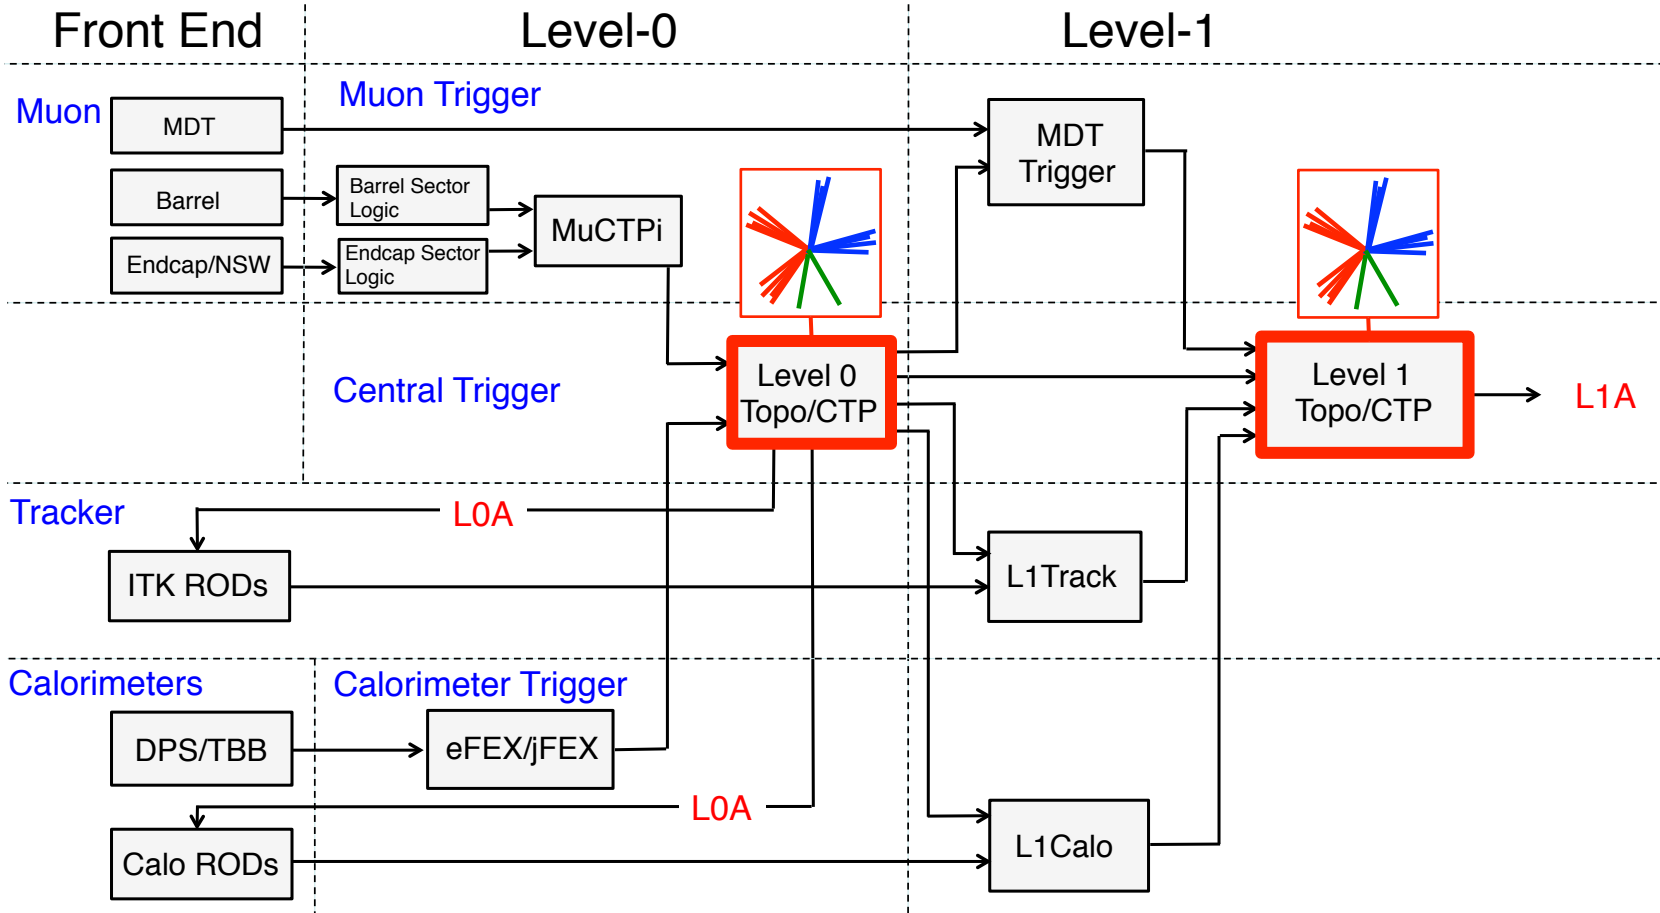 Front End
Level-0
Level-1
Muon
Muon Trigger
MDT
MDT
Trigger
Barrel
Barrel Sector
Logic
MuCTPi
Endcap/NSW
Endcap Sector
Logic
Central Trigger
Level 0
Topo/CTP
Level 1
Topo/CTP
L1A
Tracker
L0A
ITK RODs
L1Track
Calorimeters
Calorimeter Trigger
DPS/TBB
eFEX/jFEX
L0A
Calo RODs
L1Calo